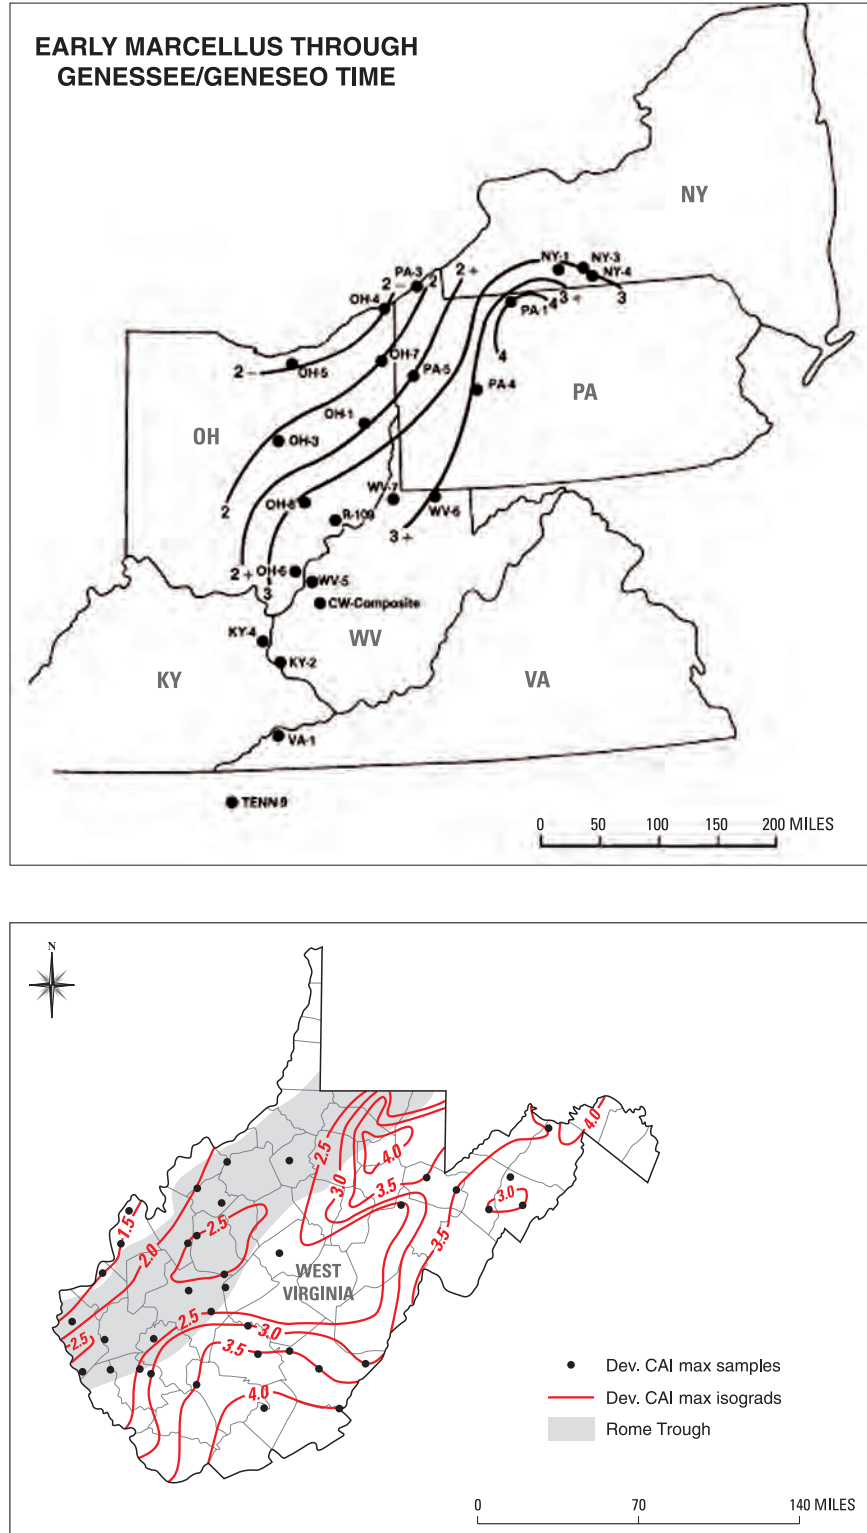 EARLY MARCELLUS THROUGH
GENESSEE/GENESEO TIME
NY
NY-1
NY-3
NY-4
PA-3
2 -
2
2 +
OH-4
PA-1
4
3 +
3
4
2 -
OH-5
OH-7
PA-5
PA-4
PA
OH
OH-1
OH-3
2
OH-8
WV-7
WV-6
R-109
3 +
2 +
OH-6
3
WV-5
CW-Composite
KY-4
WV
KY-2
KY
VA
VA-1
TENN 9
0 50 100 150 200 MILES
N
4.0
2.5
4.0
3.0
3.5
3.0
1.5
2.5
3.5
2.0
WEST
VIRGINIA
2.5
3.0
2.5
3.5
4.0
Dev. CAI max samples
Dev. CAI max isograds
Rome Trough
0 70 140 MILES